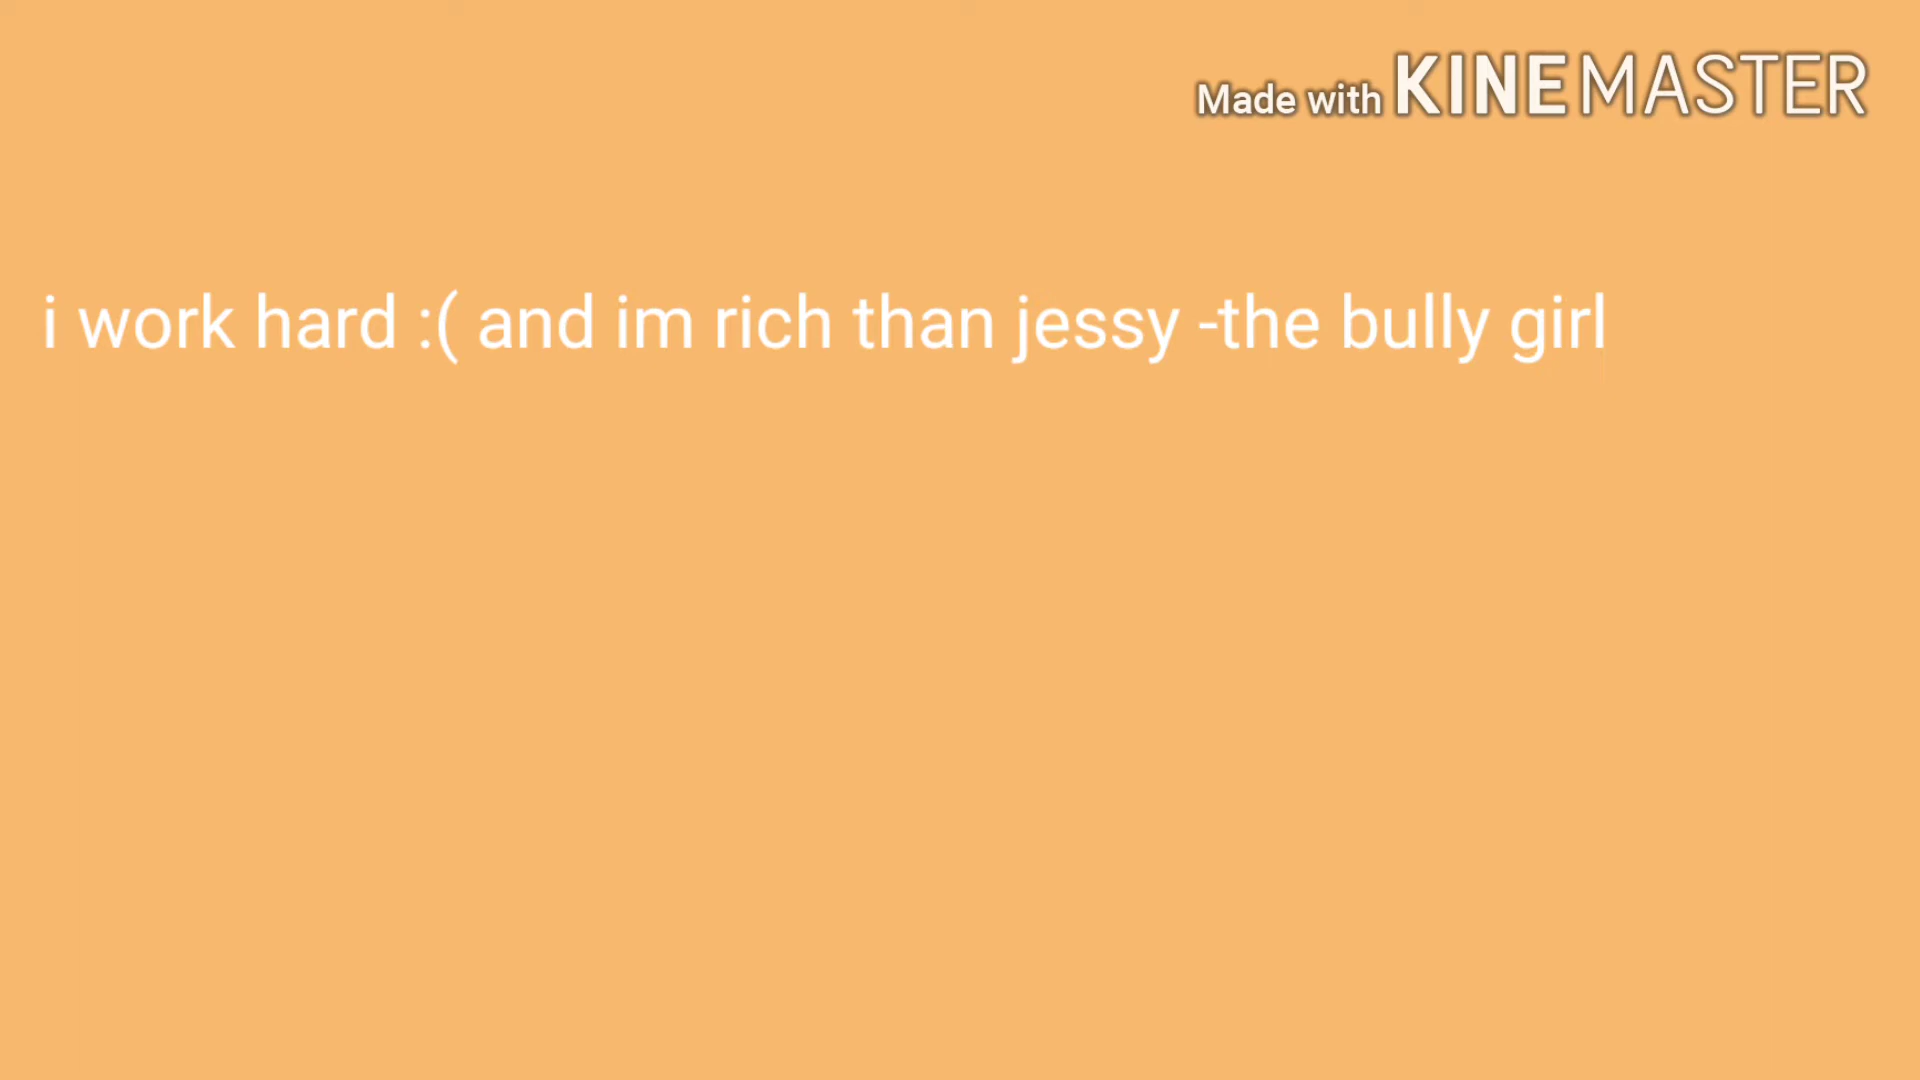 Made with KINEMASTER
i work hard :( and im rich than jessy -the bully girl